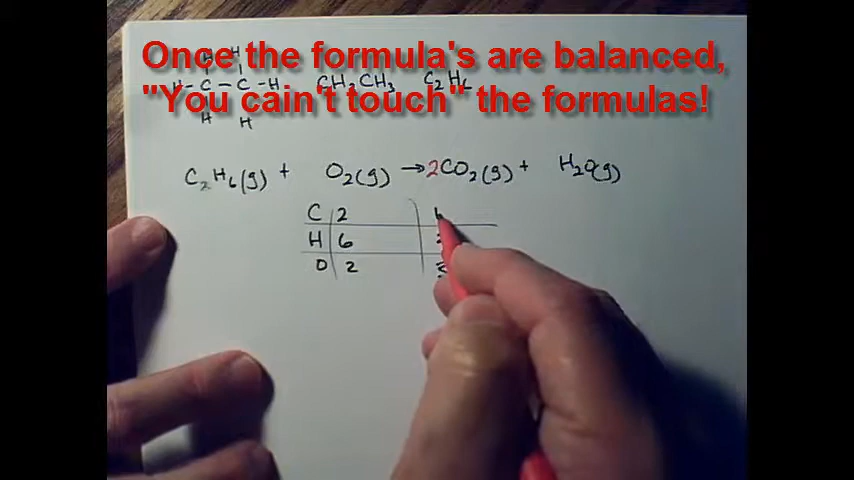 Once the formula's are balanced,
"You cain't touch" the formulas!
H H
H-C-C-H CH3CH3 C2H6
H H
C2H6(g) + O2(g) → 2CO2(g) + H2O(g)
C 2
H 6
O 2